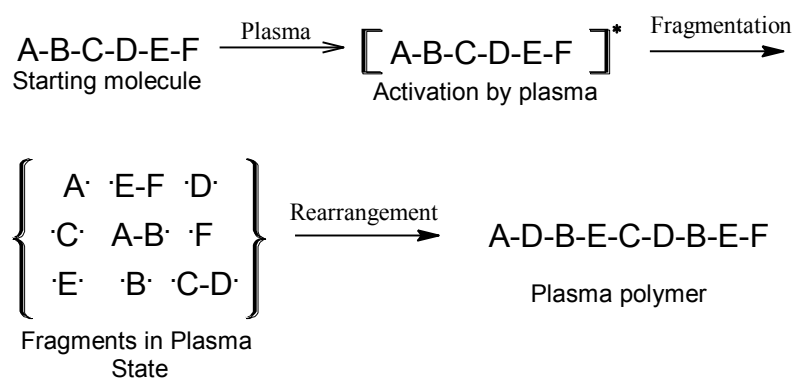 A-B-C-D-E-F
Starting molecule
Plasma
[ A-B-C-D-E-F ]*
Activation by plasma
Fragmentation
A· ·E-F ·D·
·C· A-B· ·F
·E· ·B· ·C-D·
Fragments in Plasma
State
Rearrangement
A-D-B-E-C-D-B-E-F
Plasma polymer